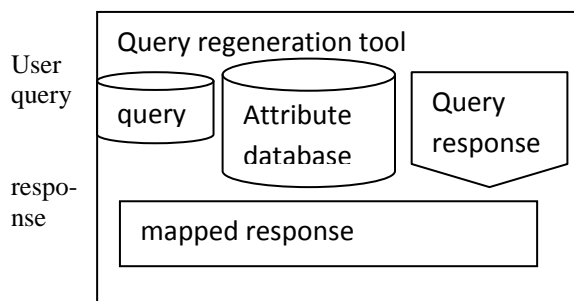 Query regeneration tool
User
query
query
Attribute
database
Query
response
respo-
nse
mapped response